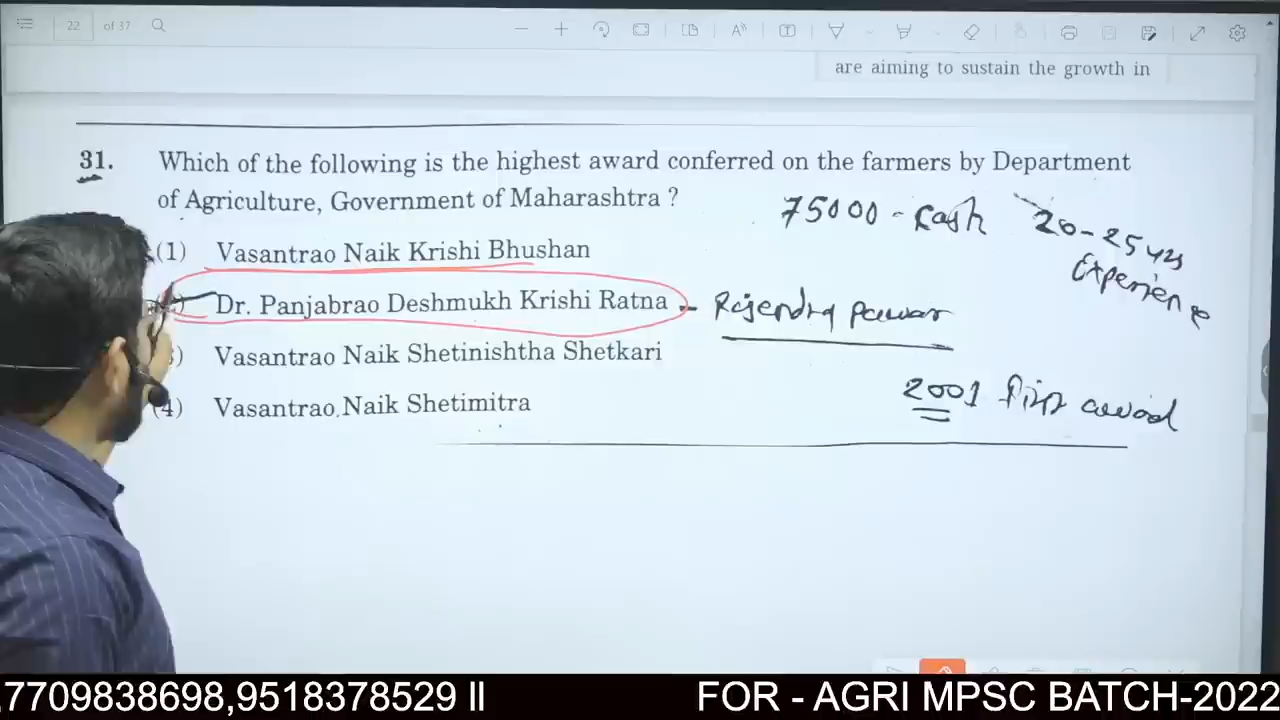 22 of 37
are aiming to sustain the growth in
31. Which of the following is the highest award conferred on the farmers by Department
of Agriculture, Government of Maharashtra ?
75000 - Cash
20-25 yrs
Experience
(1) Vasantrao Naik Krishi Bhushan
Dr. Panjabrao Deshmukh Krishi Ratna - Rajendra pawar
Vasantrao Naik Shetinishtha Shetkari
2001 award
(4) Vasantrao Naik Shetimitra
.7709838698,9518378529 ll FOR - AGRI MPSC BATCH-2022